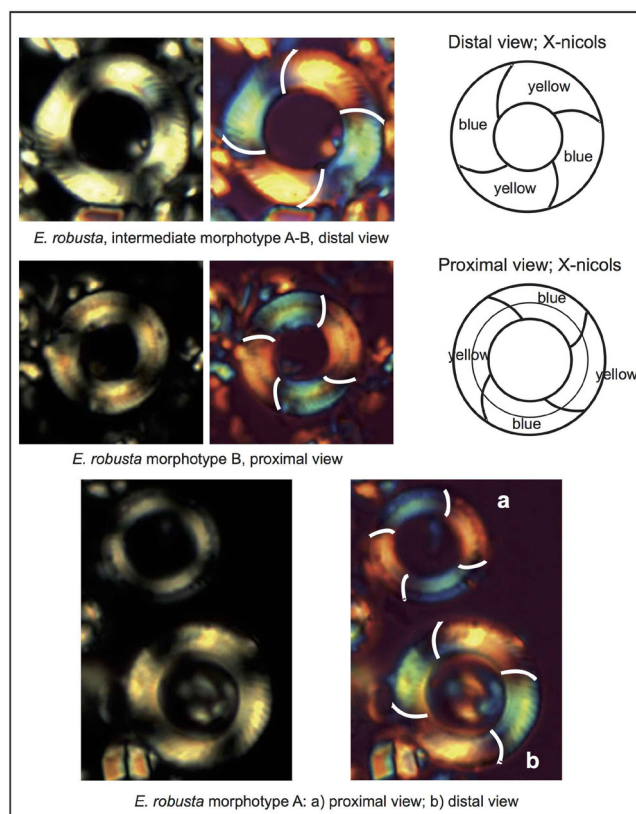 Distal view; X-nicols
yellow
blue
blue
yellow
E. robusta, intermediate morphotype A-B, distal view
Proximal view; X-nicols
blue
yellow
yellow
blue
E. robusta morphotype B, proximal view
a
b
E. robusta morphotype A: a) proximal view; b) distal view